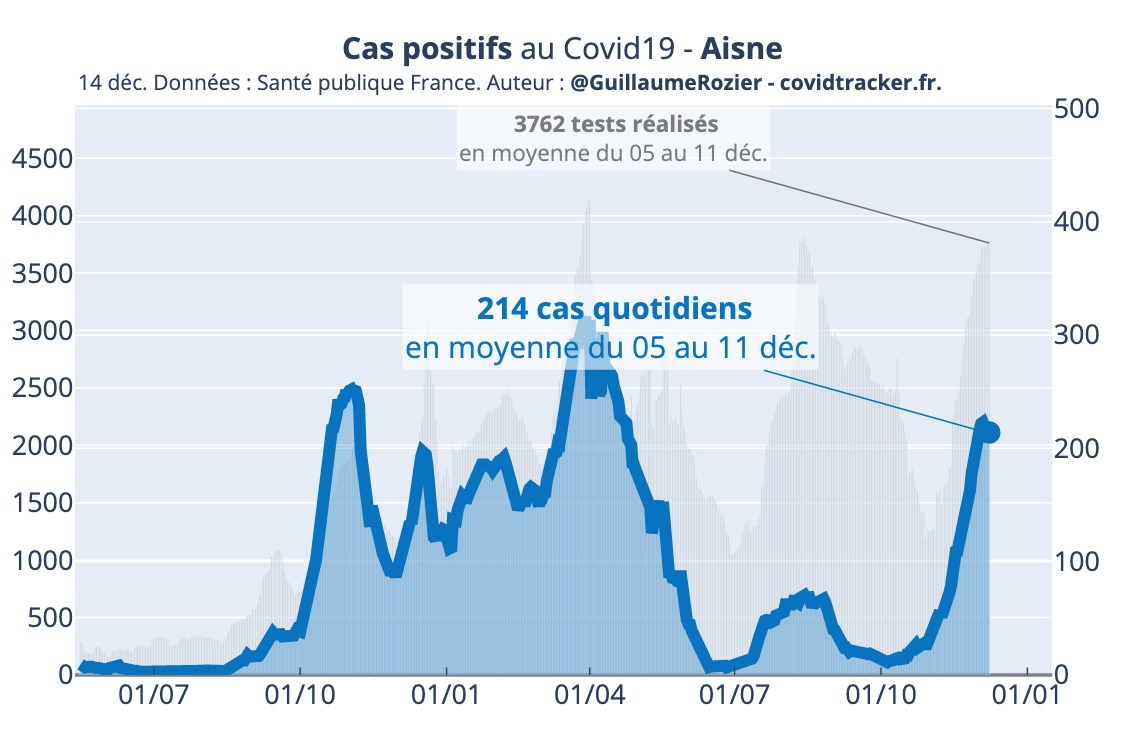 Cas positifs au Covid19 - Aisne
14 déc. Données : Santé publique France. Auteur : @GuillaumeRozier - covidtracker.fr.
3762 tests réalisés
en moyenne du 05 au 11 déc.
214 cas quotidiens
en moyenne du 05 au 11 déc.
4500
4000
3500
3000
2500
2000
1500
1000
500
0
500
400
300
200
100
0
01/07 01/10 01/01 01/04 01/07 01/10 01/01